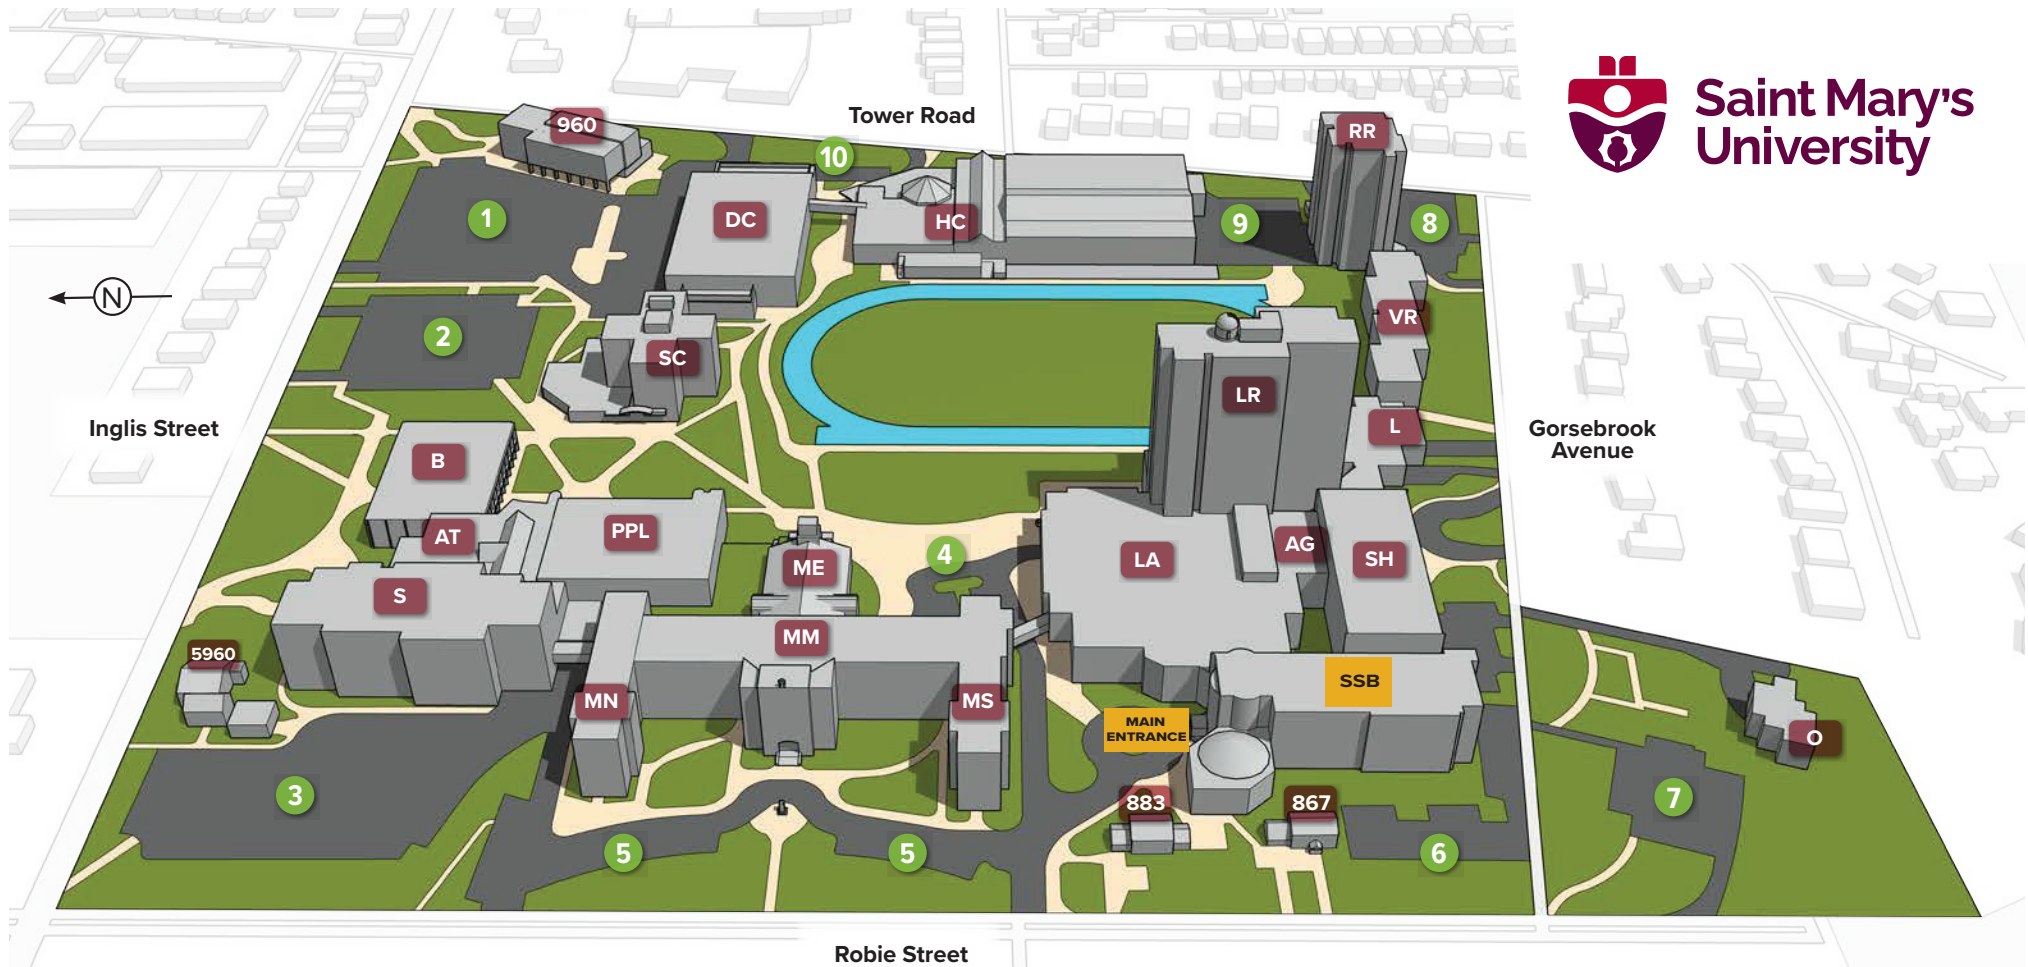 Saint Mary's
University
Tower Road
960
RR
10
DC
HC
1
9
8
N
2
SC
VR
LR
Inglis Street
B
L
Gorsebrook
Avenue
AT
PPL
4
ME
LA
AG
SH
S
MM
5960
SSB
MN
MS
MAIN
ENTRANCE
O
3
883
867
7
5
5
6
Robie Street